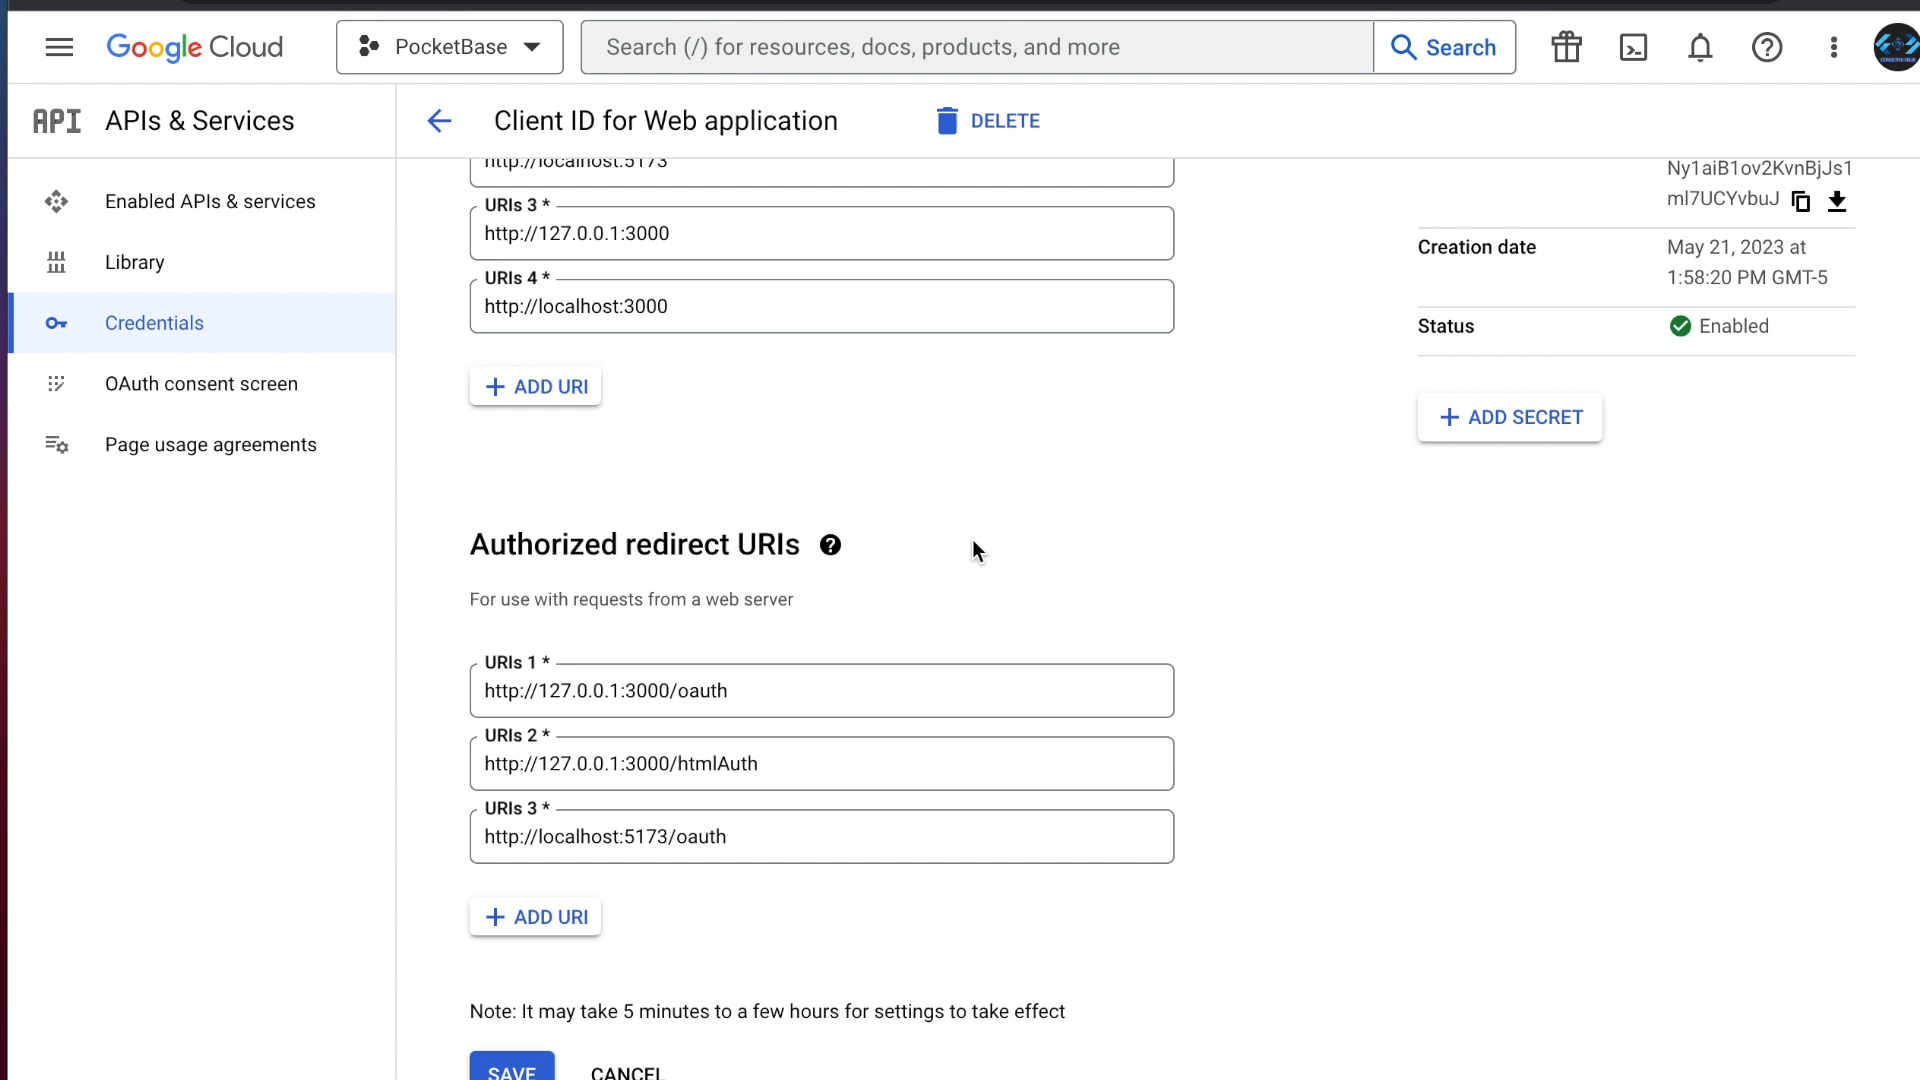 Google Cloud
PocketBase
Search (/) for resources, docs, products, and more
Search
API APIs & Services
Client ID for Web application
DELETE
Enabled APIs & services
Library
Credentials
OAuth consent screen
Page usage agreements
http://localhost:5173
URIs 3 *
http://127.0.0.1:3000
URIs 4 *
http://localhost:3000
+ ADD URI
Authorized redirect URIs
For use with requests from a web server
URIs 1 *
http://127.0.0.1:3000/oauth
URIs 2 *
http://127.0.0.1:3000/htmlAuth
URIs 3 *
http://localhost:5173/oauth
+ ADD URI
Note: It may take 5 minutes to a few hours for settings to take effect
SAVE
CANCEL
Ny1aiB1ov2KvnBjJs1
ml7UCYvbuJ
Creation date
May 21, 2023 at
1:58:20 PM GMT-5
Status
Enabled
+ ADD SECRET